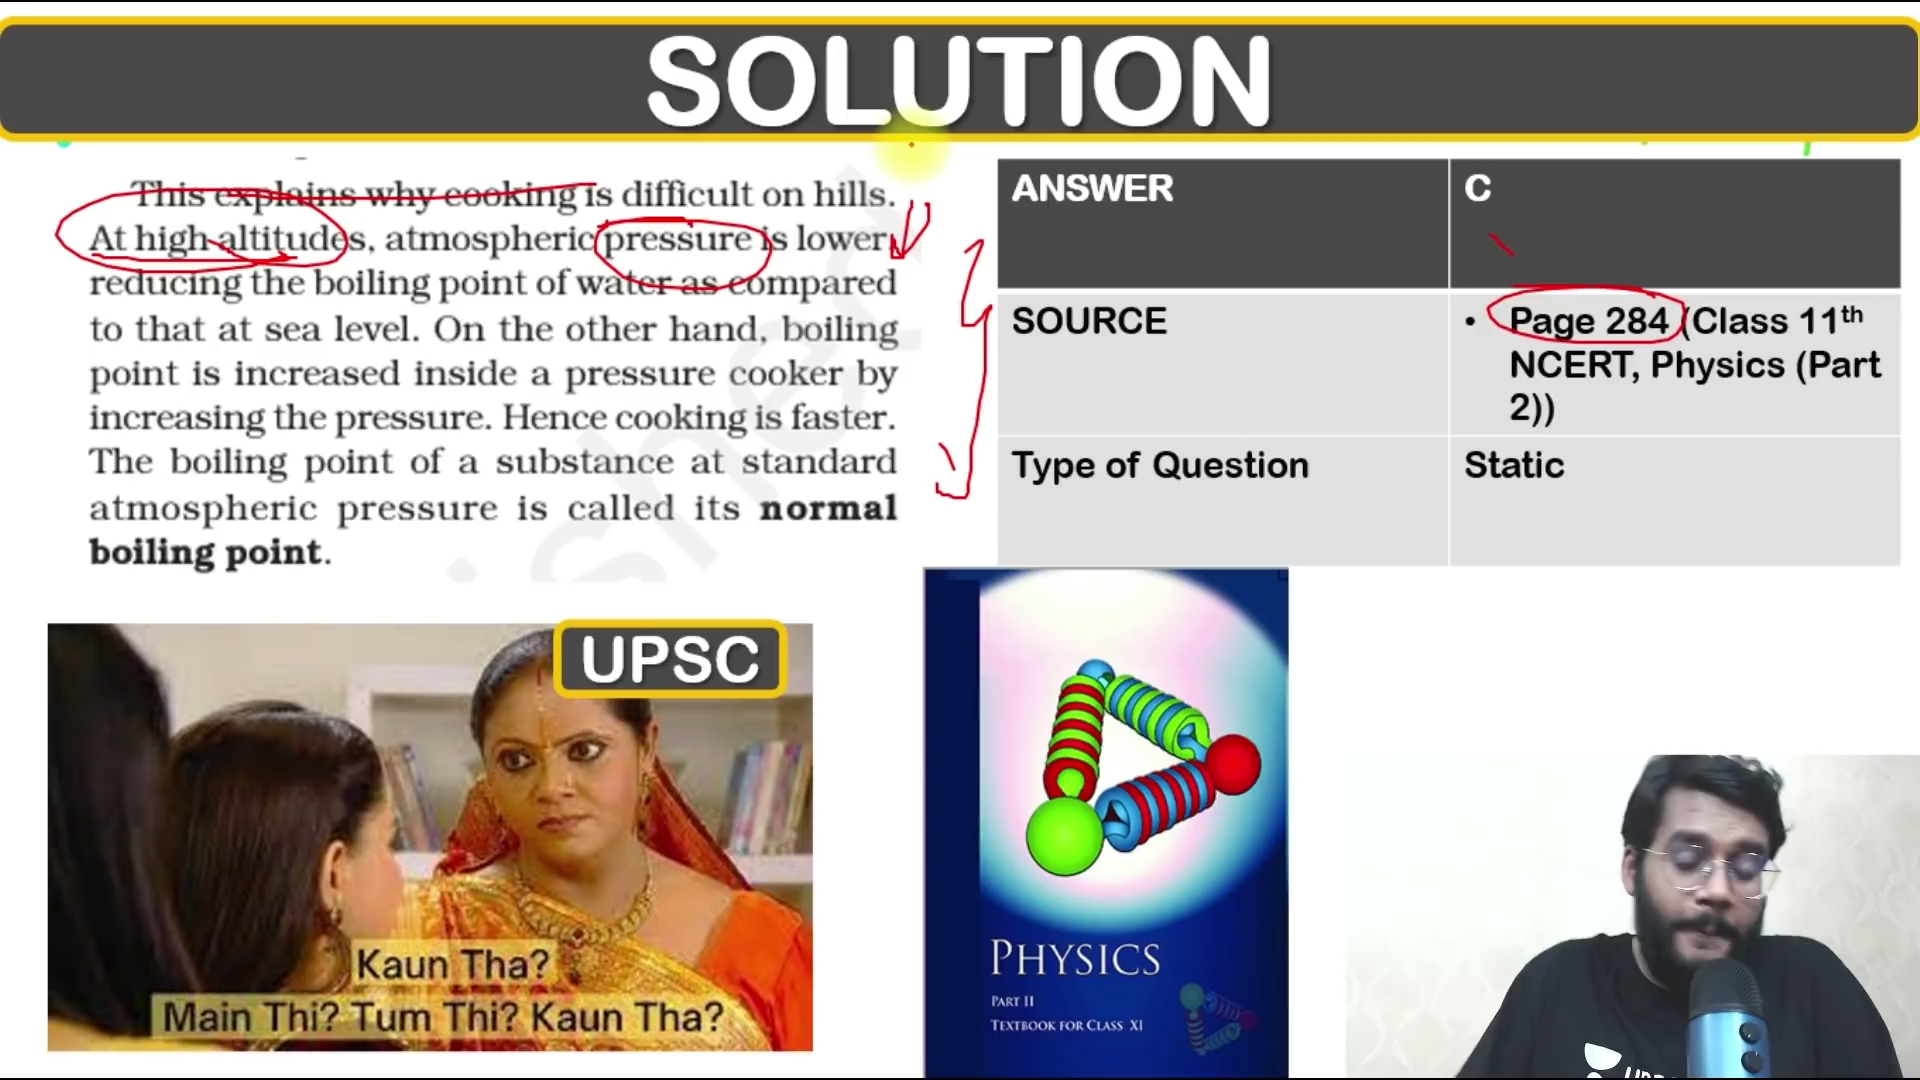 SOLUTION
This explains why cooking is difficult on hills.
At high altitudes, atmospheric pressure is lower,
reducing the boiling point of water as compared
to that at sea level. On the other hand, boiling
point is increased inside a pressure cooker by
increasing the pressure. Hence cooking is faster.
The boiling point of a substance at standard
atmospheric pressure is called its normal
boiling point.
ANSWER C
SOURCE • Page 284 (Class 11th
NCERT, Physics (Part
2))
Type of Question Static
UPSC
Kaun Tha?
Main Thi? Tum Thi? Kaun Tha?
PHYSICS
PART II
TEXTBOOK FOR CLASS XI